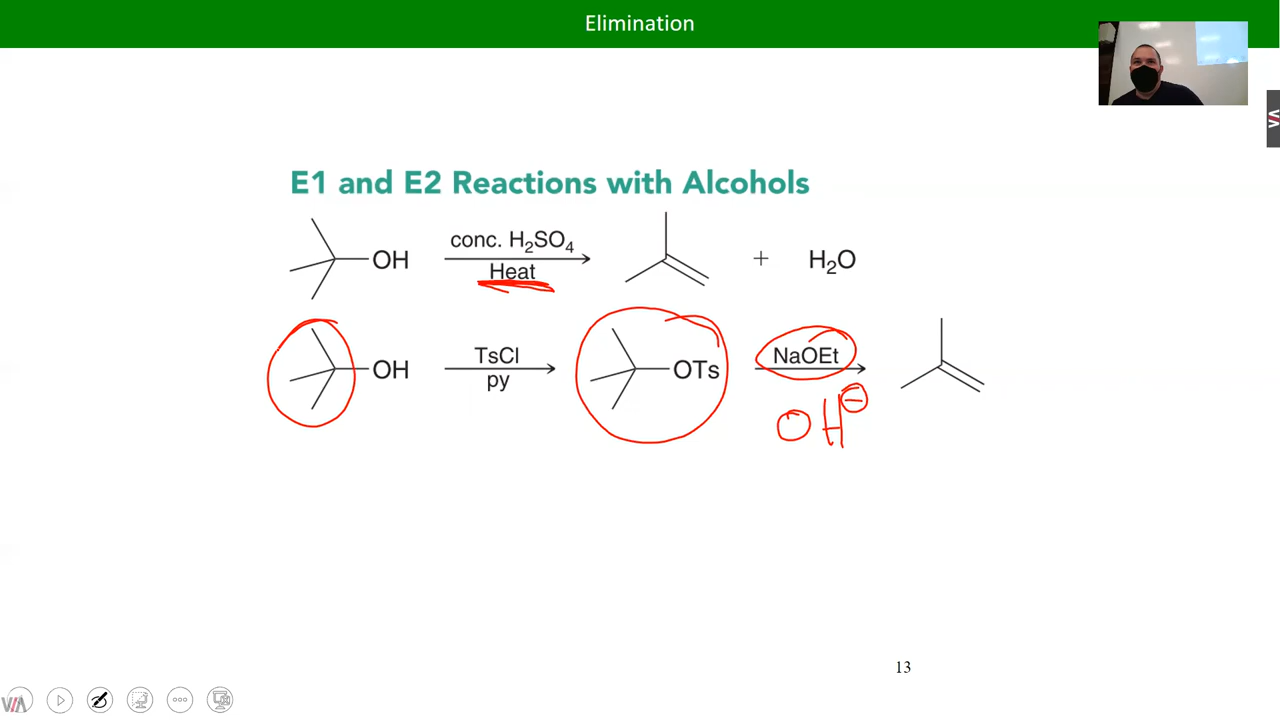 Elimination
E1 and E2 Reactions with Alcohols
OH conc. H₂SO₄ + H₂O
Heat
OH TsCl OTs NaOEt
py
OH⊖
13